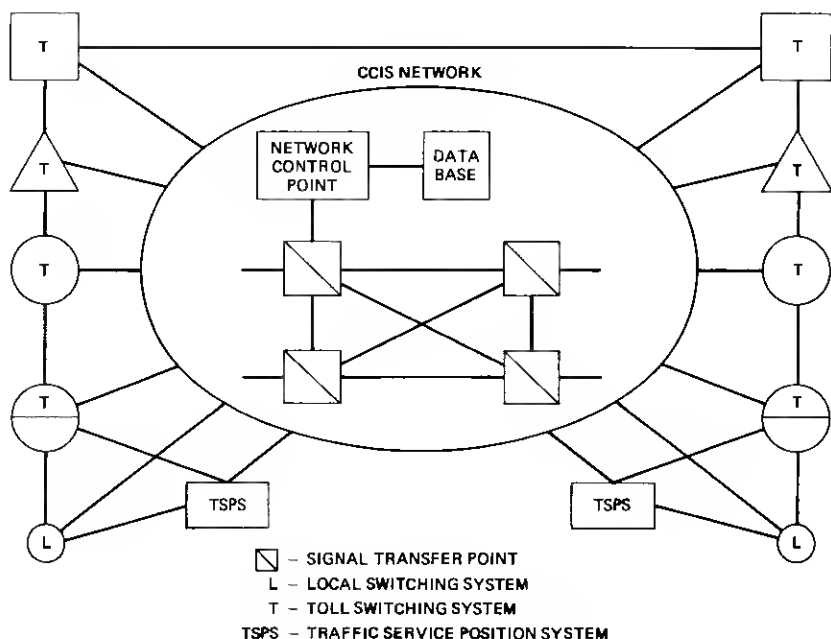 T
T
CCIS NETWORK
NETWORK
CONTROL
POINT
DATA
BASE
T
T
T
T
T
T
TSPS
TSPS
L
L
– SIGNAL TRANSFER POINT
L – LOCAL SWITCHING SYSTEM
T – TOLL SWITCHING SYSTEM
TSPS – TRAFFIC SERVICE POSITION SYSTEM